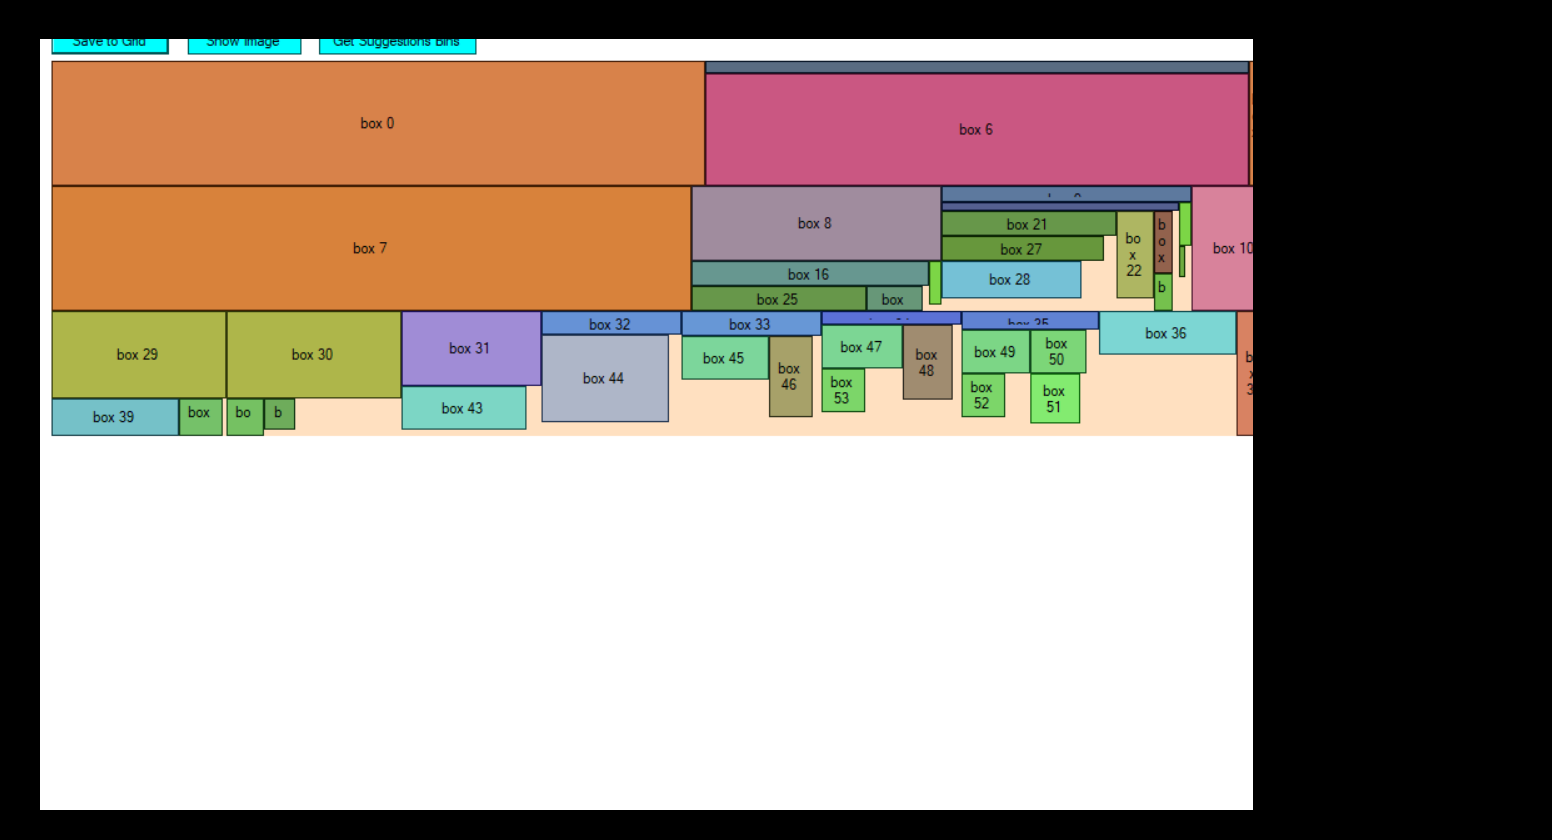 Save to Grid Show Image Get Suggestions Bins
box 0
box 6
box 7
box 8
box 21
bo
x
22
b
o
x
box 10
box 27
box 16
box 28
b
box 25
box
box 29
box 30
box 31
box 32
box 33
box 35
box 36
box 44
box 45
box
46
box 47
box
48
box 49
box
50
box 39
box
bo
b
box 43
box
53
box
52
box
51